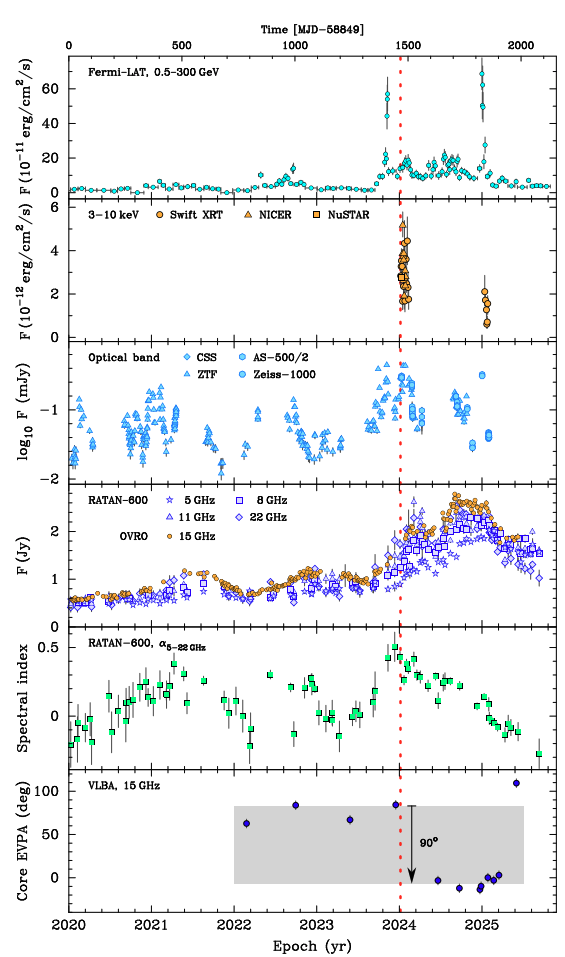 Time [MJD−58849]
0 500 1000 1500 2000
Fermi−LAT, 0.5−300 GeV
F (10⁻¹¹ erg/cm²/s)
60
40
20
0
3−10 keV Swift XRT NICER NuSTAR
F (10⁻¹² erg/cm²/s)
6
4
2
0
Optical band CSS AS−500/2
ZTF Zeiss−1000
log₁₀ F (mJy)
−1
−2
RATAN−600 5 GHz 8 GHz
11 GHz 22 GHz
OVRO 15 GHz
F (Jy)
2
1
0
RATAN−600, α₅₋₂₂ GHz
Spectral index
0.5
0
VLBA, 15 GHz
Core EVPA (deg)
100
50
0
90°
2020 2021 2022 2023 2024 2025
Epoch (yr)